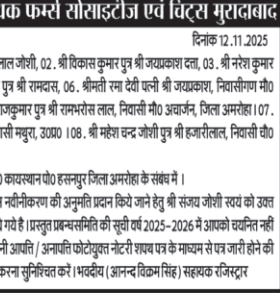 यक फर्म्स सोसाइटीज एवं चिट्स मुरादाबाद
दिनांक 12.11.2025
लाल जोशी, 02. श्री विकास कुमार पुत्र श्री जयप्रकाश दत्ता, 03. श्री नरेश कुमार
पुत्र श्री रामदास, 06. श्रीमती रमा देवी पत्नी श्री जयप्रकाश, निवासीगण मौ
राजकुमार पुत्र श्री रामभरोस लाल, निवासी मौ0 अचार्जन, जिला अमरोहा।07.
ासी मथुरा, उ0प्र0।08. श्री महेश चन्द्र जोशी पुत्र श्री हजारीलाल, निवासी चौ0
0 कायस्थान पो0 हसनपुर जिला अमरोहा के संबंध में।
नवीनीकरण की अनुमति प्रदान किये जाने हेतु श्री संजय जोशी स्वयं को उक्त
गये है।प्रस्तुत प्रबन्धसमिति की सूची वर्ष 2025-2026 में आपको चयनित नहीं
नी आपत्ति / अनापत्ति फोटोयुक्त नोटरी शपथ पत्र के माध्यम से पत्र जारी होने की
करना सुनिश्चित करें।भवदीय (आनन्द विक्रम सिंह) सहायक रजिस्ट्रार